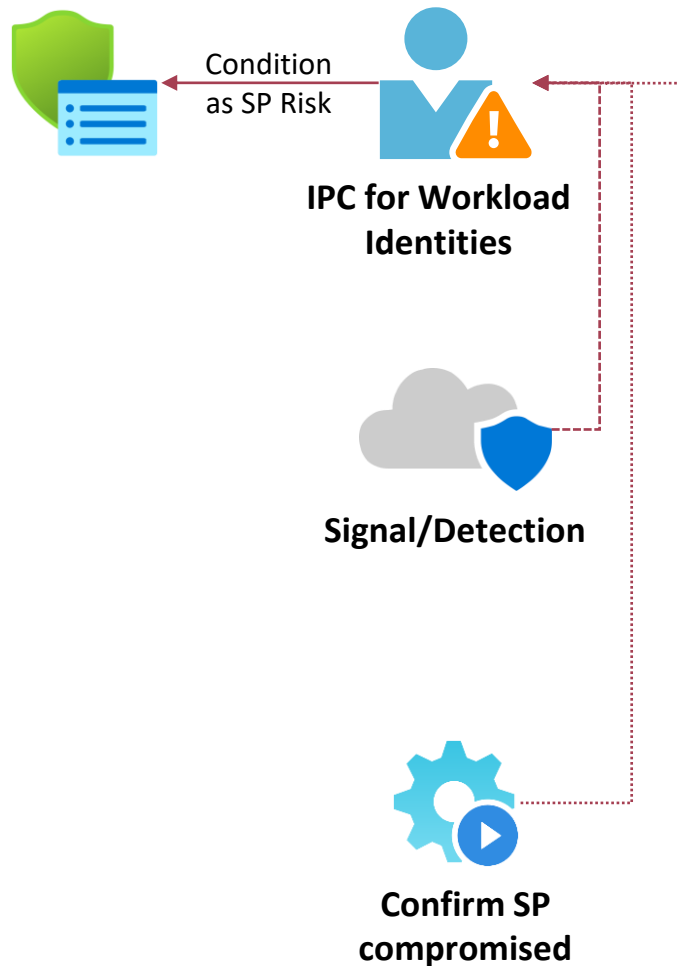 Condition
as SP Risk
IPC for Workload
Identities
Signal/Detection
Confirm SP
compromised